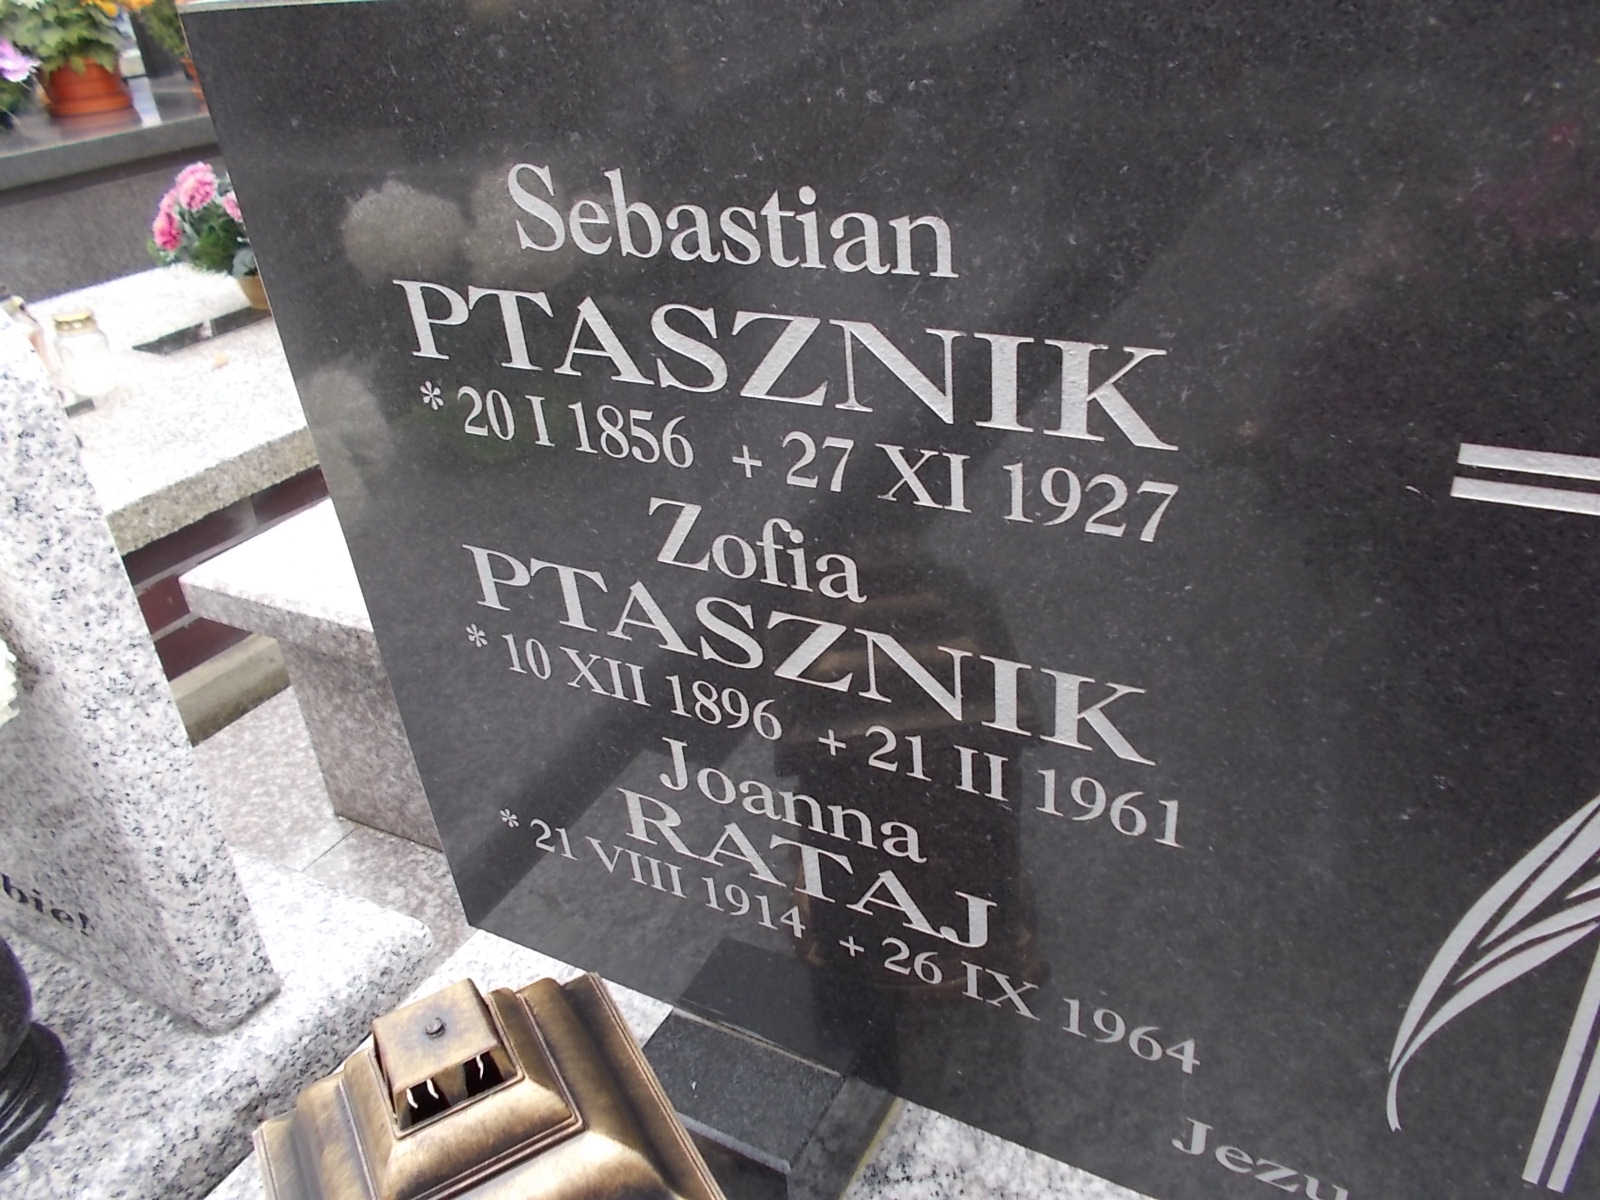 Sebastian
PTASZNIK
* 20 I 1856 + 27 XI 1927
Zofia
PTASZNIK
* 10 XII 1896 + 21 II 1961
Joanna
RATAJ
* 21 VIII 1914 + 26 IX 1964
Jezu